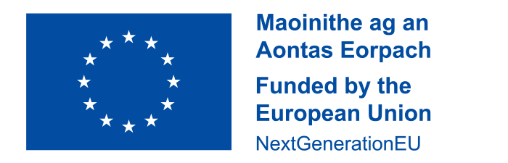 Maoinithe ag an
Aontas Eorpach
Funded by the
European Union
NextGenerationEU